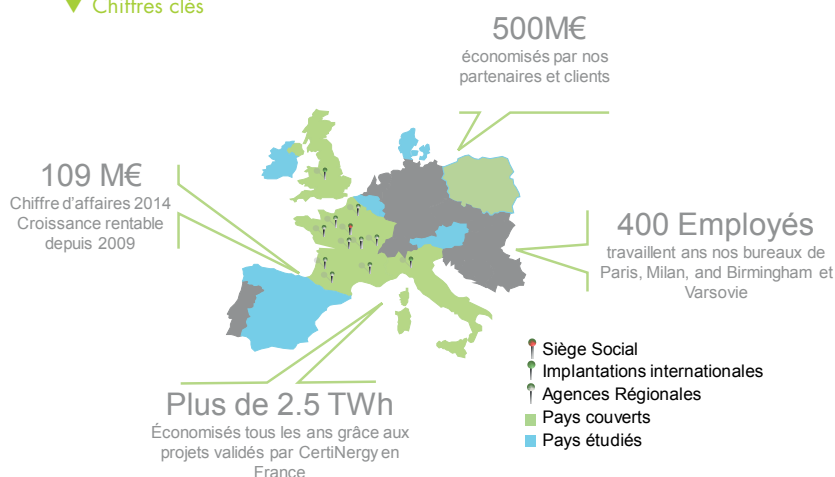 Chiffres clés
500M€
économisés par nos
partenaires et clients
109 M€
Chiffre d'affaires 2014
Croissance rentable
depuis 2009
400 Employés
travaillent ans nos bureaux de
Paris, Milan, and Birmingham et
Varsovie
Plus de 2.5 TWh
Économisés tous les ans grâce aux
projets validés par CertiNergy en
France
Siège Social
Implantations internationales
Agences Régionales
Pays couverts
Pays étudiés